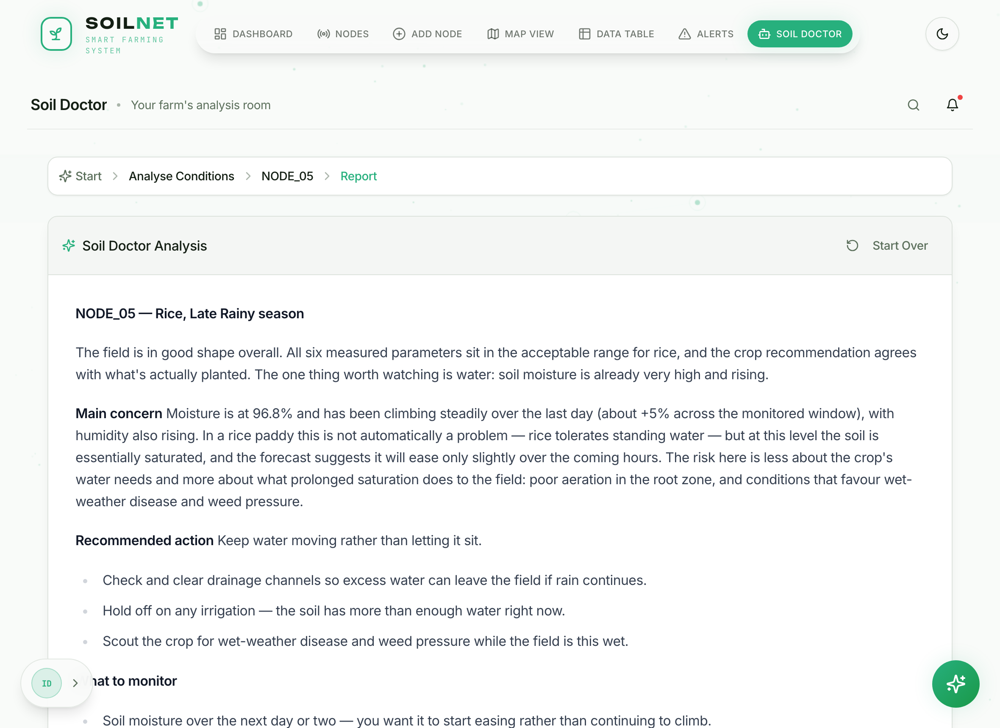 SOILNET
SMART FARMING
SYSTEM
DASHBOARD
NODES
ADD NODE
MAP VIEW
DATA TABLE
ALERTS
SOIL DOCTOR
Soil Doctor • Your farm's analysis room
Start > Analyse Conditions > NODE_05 > Report
Soil Doctor Analysis
Start Over
NODE_05 — Rice, Late Rainy season
The field is in good shape overall. All six measured parameters sit in the acceptable range for rice, and the crop recommendation agrees
with what's actually planted. The one thing worth watching is water: soil moisture is already very high and rising.
Main concern Moisture is at 96.8% and has been climbing steadily over the last day (about +5% across the monitored window), with
humidity also rising. In a rice paddy this is not automatically a problem — rice tolerates standing water — but at this level the soil is
essentially saturated, and the forecast suggests it will ease only slightly over the coming hours. The risk here is less about the crop's
water needs and more about what prolonged saturation does to the field: poor aeration in the root zone, and conditions that favour wet-
weather disease and weed pressure.
Recommended action Keep water moving rather than letting it sit.
• Check and clear drainage channels so excess water can leave the field if rain continues.
• Hold off on any irrigation — the soil has more than enough water right now.
• Scout the crop for wet-weather disease and weed pressure while the field is this wet.
ID
What to monitor
• Soil moisture over the next day or two — you want it to start easing rather than continuing to climb.